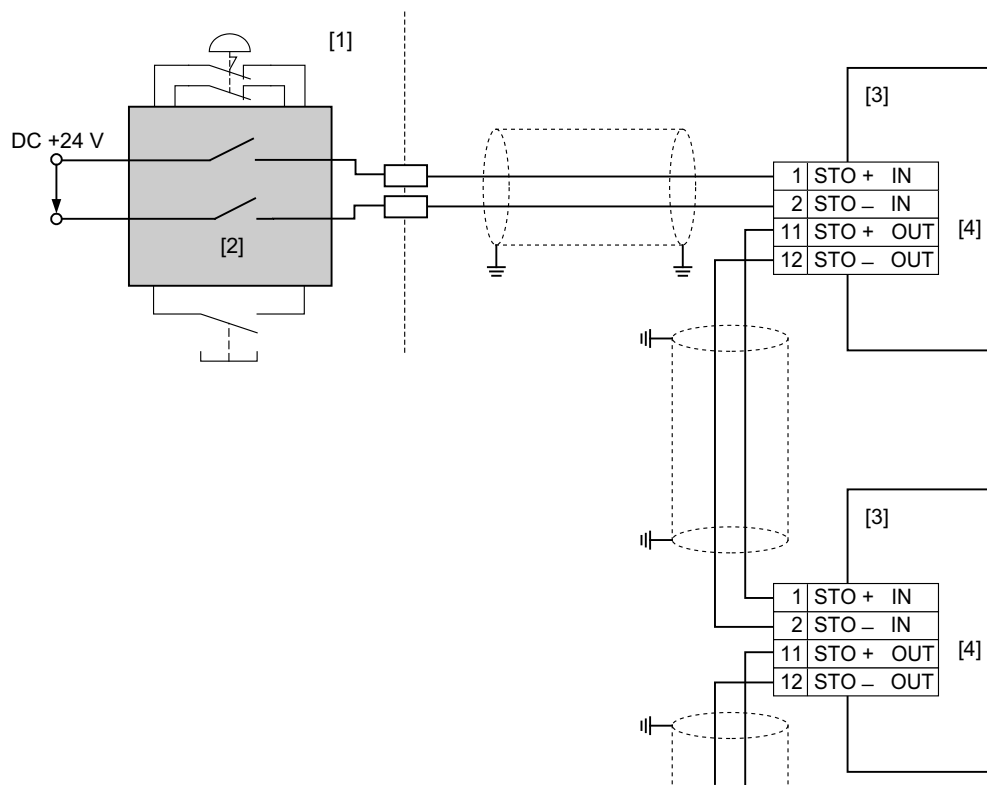 [1]
[3]
DC +24 V
1 STO + IN
2 STO – IN
11 STO + OUT
12 STO – OUT
[4]
[2]
[3]
1 STO + IN
2 STO – IN
11 STO + OUT
12 STO – OUT
[4]